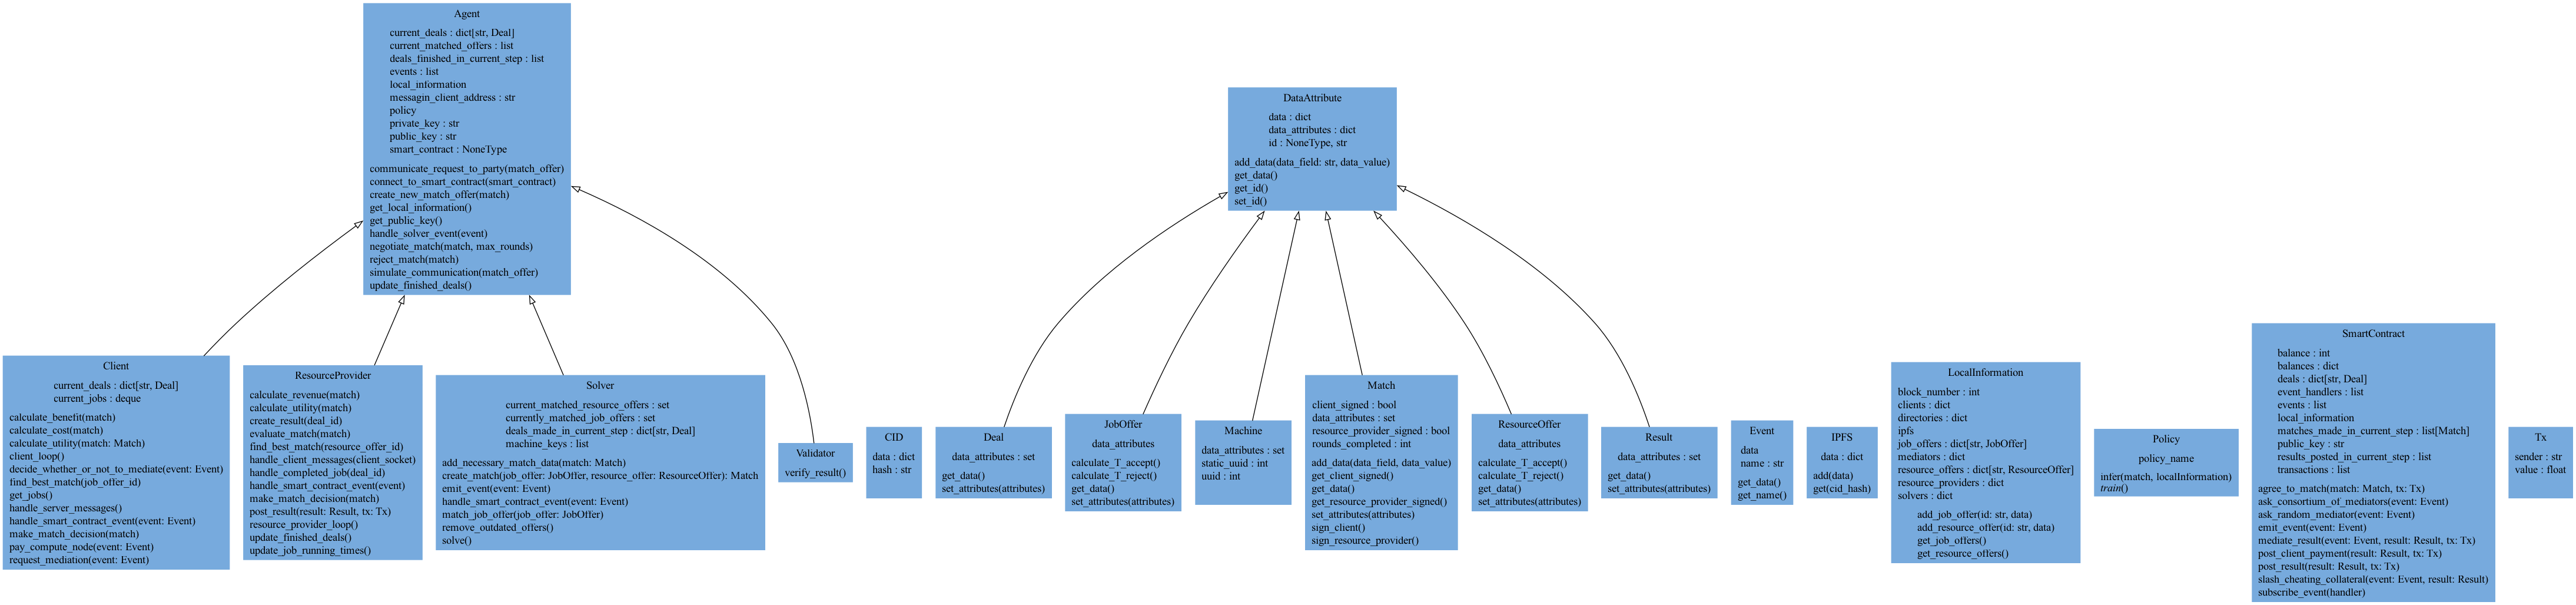 Agent
current_deals : dict[str, Deal]
current_matched_offers : list
deals_finished_in_current_step : list
events : list
local_information
messagin_client_address : str
policy
private_key : str
public_key : str
smart_contract : NoneType
communicate_request_to_party(match_offer)
connect_to_smart_contract(smart_contract)
create_new_match_offer(match)
get_local_information()
get_public_key()
handle_solver_event(event)
negotiate_match(match, max_rounds)
reject_match(match)
simulate_communication(match_offer)
update_finished_deals()
DataAttribute
data : dict
data_attributes : dict
id : NoneType, str
add_data(data_field: str, data_value)
get_data()
get_id()
set_id()
Client
current_deals : dict[str, Deal]
current_jobs : deque
calculate_benefit(match)
calculate_cost(match)
calculate_utility(match: Match)
client_loop()
decide_whether_or_not_to_mediate(event: Event)
find_best_match(job_offer_id)
get_jobs()
handle_server_messages()
handle_smart_contract_event(event: Event)
make_match_decision(match)
pay_compute_node(event: Event)
request_mediation(event: Event)
ResourceProvider
calculate_revenue(match)
calculate_utility(match)
create_result(deal_id)
evaluate_match(match)
find_best_match(resource_offer_id)
handle_client_messages(client_socket)
handle_completed_job(deal_id)
handle_smart_contract_event(event)
make_match_decision(match)
post_result(result: Result, tx: Tx)
resource_provider_loop()
update_finished_deals()
update_job_running_times()
Solver
current_matched_resource_offers : set
currently_matched_job_offers : set
deals_made_in_current_step : dict[str, Deal]
machine_keys : list
add_necessary_match_data(match: Match)
create_match(job_offer: JobOffer, resource_offer: ResourceOffer): Match
emit_event(event: Event)
handle_smart_contract_event(event: Event)
match_job_offer(job_offer: JobOffer)
remove_outdated_offers()
solve()
Validator
verify_result()
CID
data : dict
hash : str
Deal
data_attributes : set
get_data()
set_attributes(attributes)
JobOffer
data_attributes
calculate_T_accept()
calculate_T_reject()
get_data()
set_attributes(attributes)
Machine
data_attributes : set
static_uuid : int
uuid : int
Match
client_signed : bool
data_attributes : set
resource_provider_signed : bool
rounds_completed : int
add_data(data_field, data_value)
get_client_signed()
get_data()
get_resource_provider_signed()
set_attributes(attributes)
sign_client()
sign_resource_provider()
ResourceOffer
data_attributes
calculate_T_accept()
calculate_T_reject()
get_data()
set_attributes(attributes)
Result
data_attributes : set
get_data()
set_attributes(attributes)
Event
data
name : str
get_data()
get_name()
IPFS
data : dict
add(data)
get(cid_hash)
LocalInformation
block_number : int
clients : dict
directories : dict
ipfs
job_offers : dict[str, JobOffer]
mediators : dict
resource_offers : dict[str, ResourceOffer]
resource_providers : dict
solvers : dict
add_job_offer(id: str, data)
add_resource_offer(id: str, data)
get_job_offers()
get_resource_offers()
Policy
policy_name
infer(match, localInformation)
train()
SmartContract
balance : int
balances : dict
deals : dict[str, Deal]
event_handlers : list
events : list
local_information
matches_made_in_current_step : list[Match]
public_key : str
results_posted_in_current_step : list
transactions : list
agree_to_match(match: Match, tx: Tx)
ask_consortium_of_mediators(event: Event)
ask_random_mediator(event: Event)
emit_event(event: Event)
mediate_result(event: Event, result: Result, tx: Tx)
post_client_payment(result: Result, tx: Tx)
post_result(result: Result, tx: Tx)
slash_cheating_collateral(event: Event, result: Result)
subscribe_event(handler)
Tx
sender : str
value : float